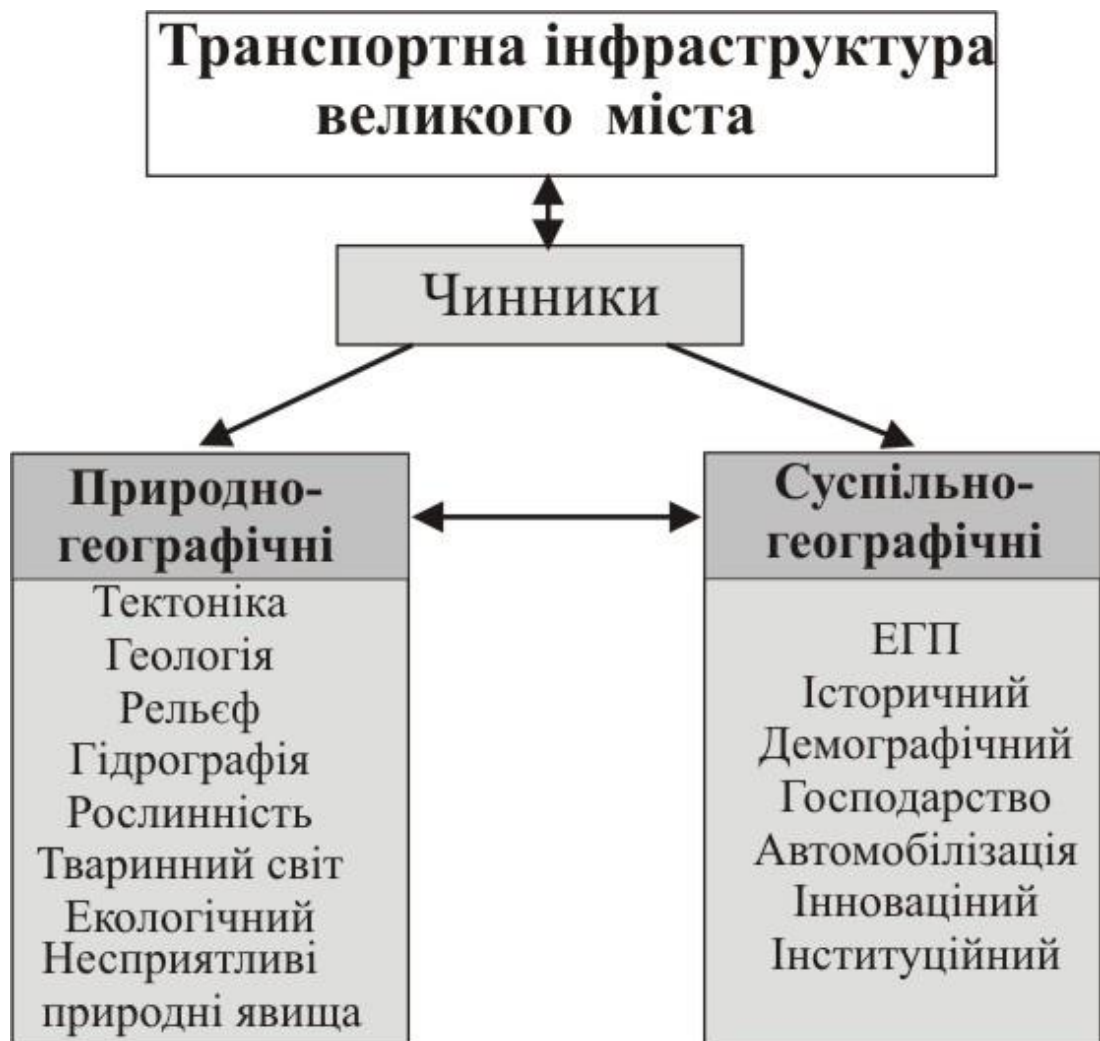 Транспортна інфраструктура
великого міста
Чинники
Природно-
географічні
Тектоніка
Геологія
Рельєф
Гідрографія
Рослинність
Тваринний світ
Екологічний
Несприятливі
природні явища
Суспільно-
географічні
ЕГП
Історичний
Демографічний
Господарство
Автомобілізація
Інноваціний
Інституційний